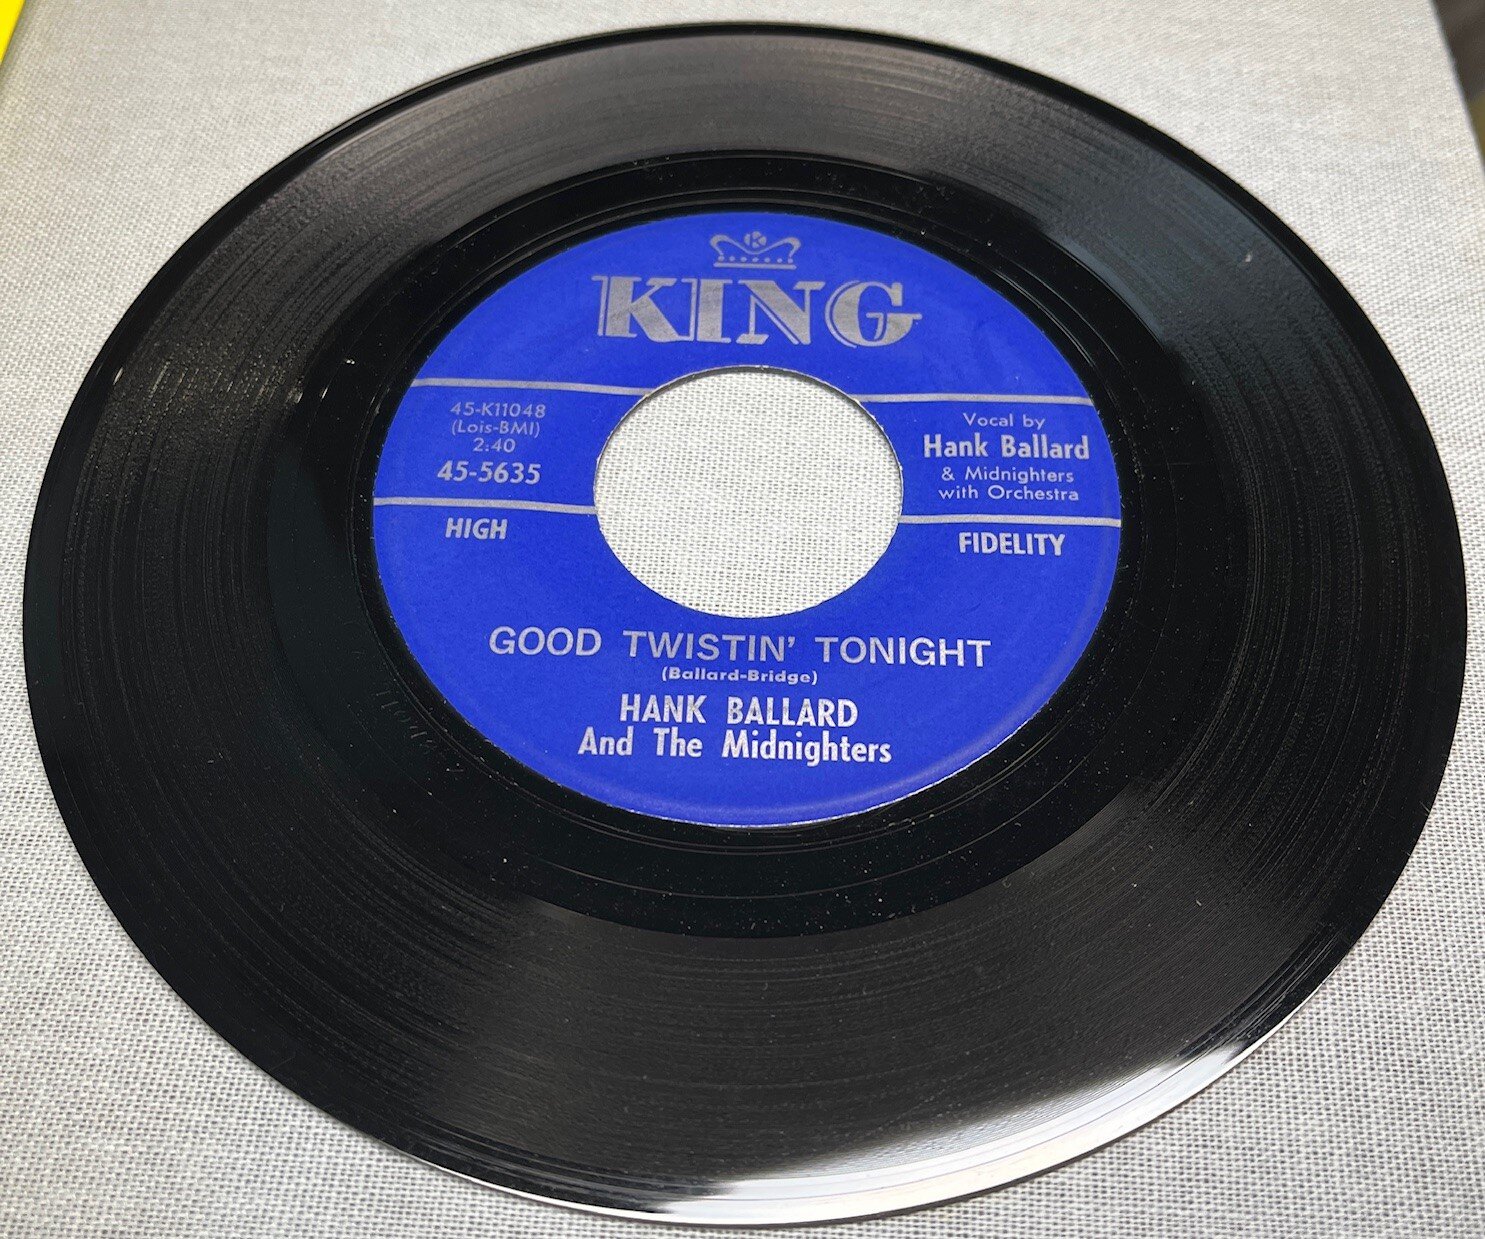 K
KING
45-K11048
(Lois-BMI)
2:40
45-5635
Vocal by
Hank Ballard
& Midnighters
with Orchestra
HIGH FIDELITY
GOOD TWISTIN' TONIGHT
(Ballard-Bridge)
HANK BALLARD
And The Midnighters